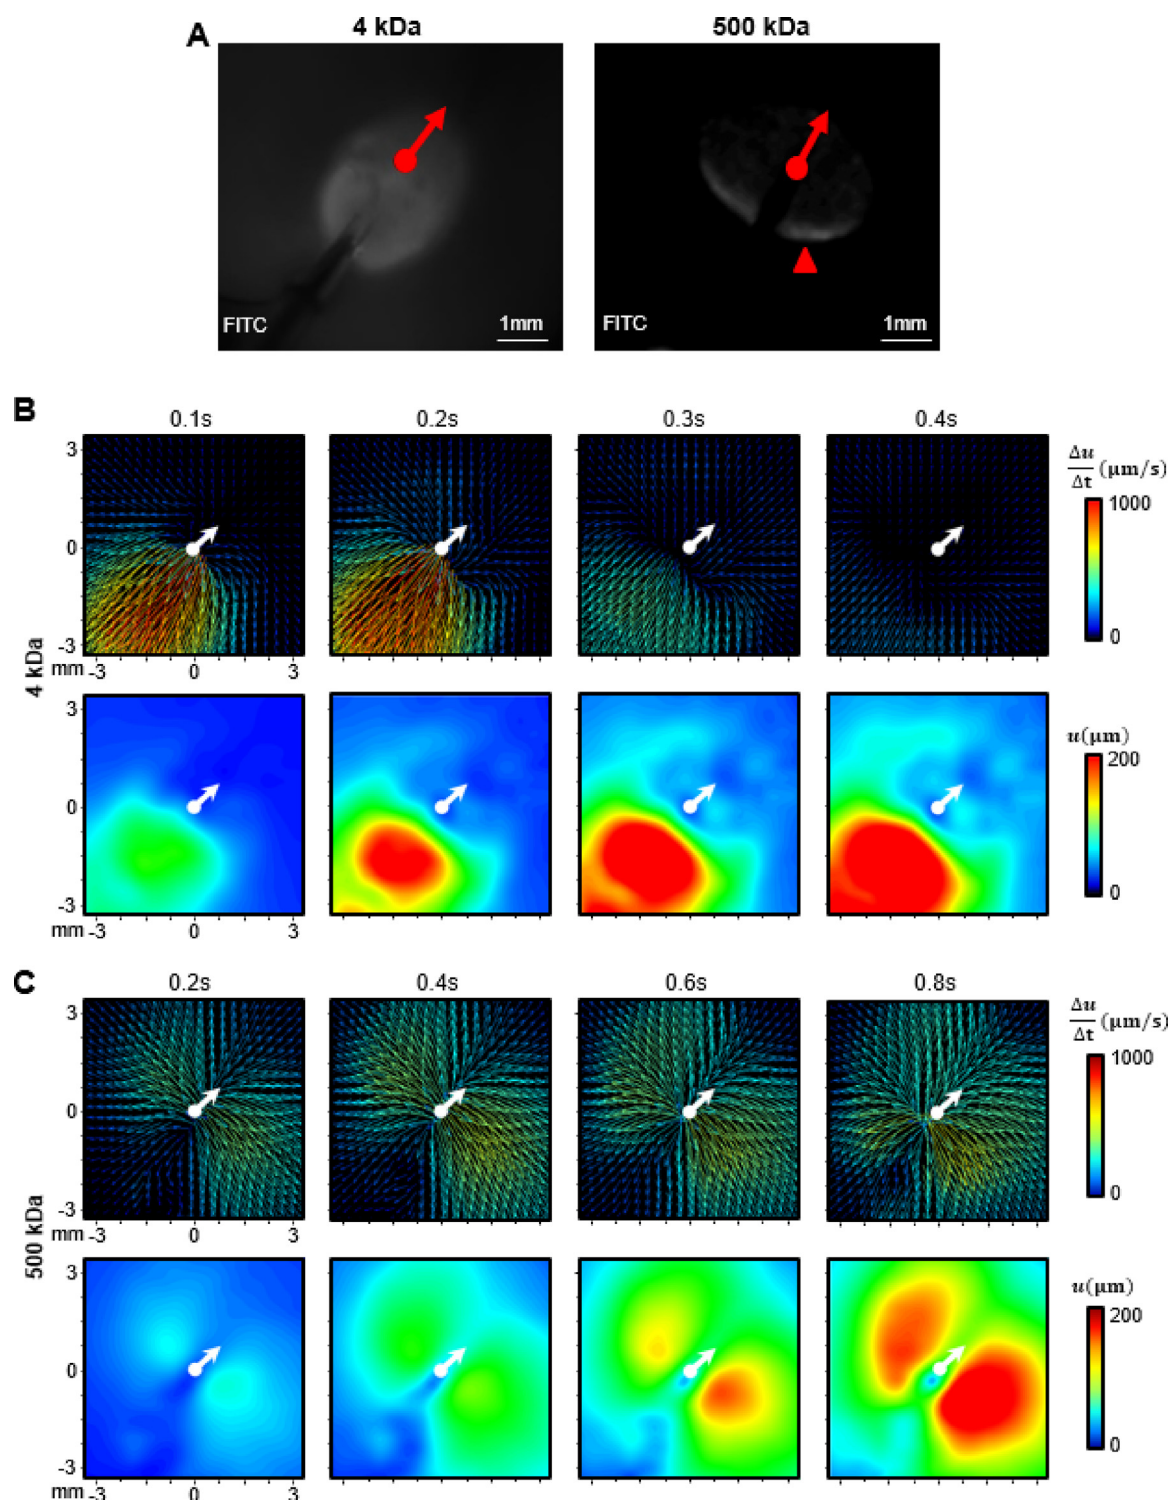 A
4 kDa
500 kDa
FITC
1mm
FITC
1mm
B
0.1s
0.2s
0.3s
0.4s
3
0
-3
mm -3
0
3
Δu
Δt (μm/s)
1000
0
4 kDa
3
0
-3
mm -3
0
3
u(μm)
200
0
C
0.2s
0.4s
0.6s
0.8s
3
0
-3
mm -3
0
3
Δu
Δt (μm/s)
1000
0
500 kDa
3
0
-3
mm -3
0
3
u(μm)
200
0